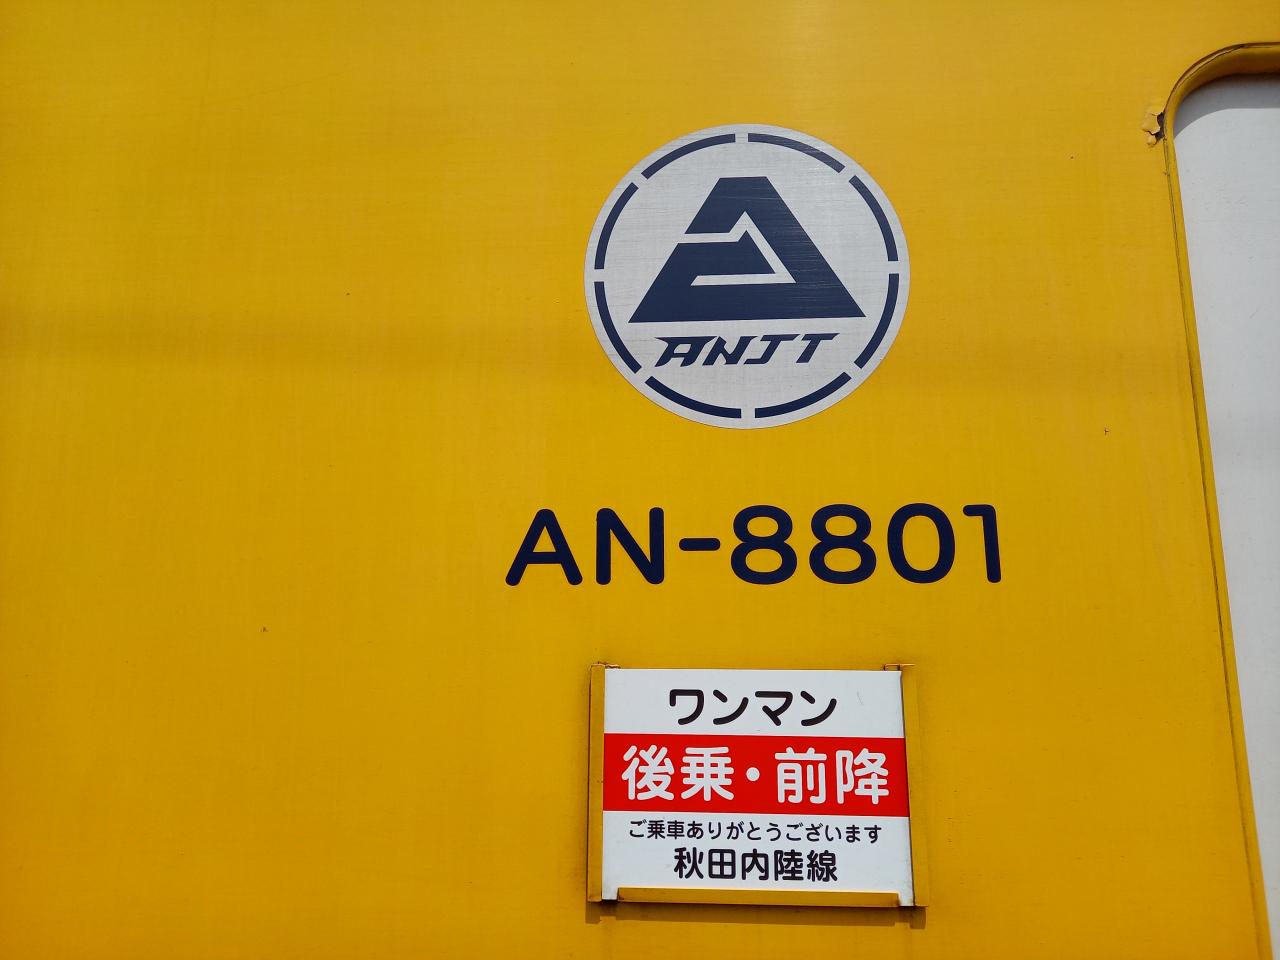 ANJT
AN-8801
ワンマン
後乗・前降
ご乗車ありがとうございます
秋田内陸線